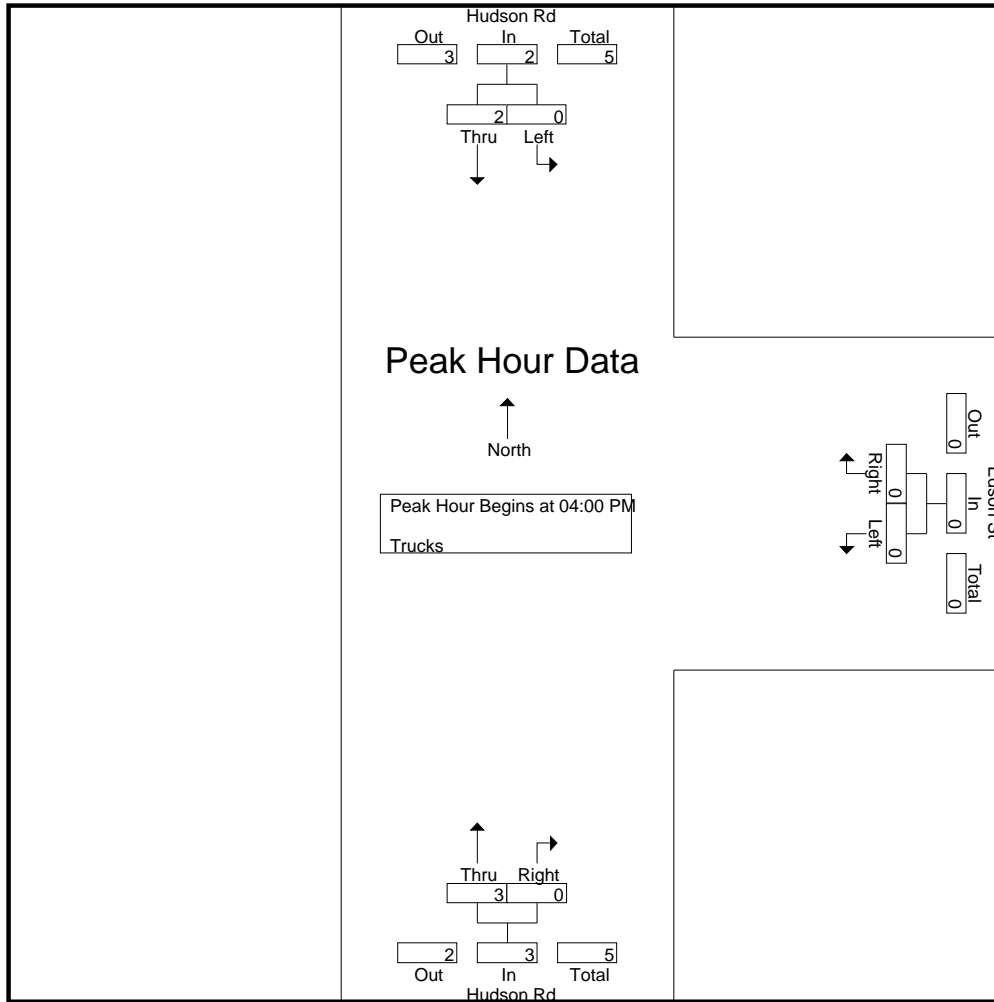 Hudson Rd
Out In Total
3 2 5
2 0
Thru Left
Peak Hour Data
North
Peak Hour Begins at 04:00 PM
Trucks
Out In Total
0 0 0
Edson St
Right Left
0 0
Thru Right
3 0
2 3 5
Out In Total
Hudson Rd